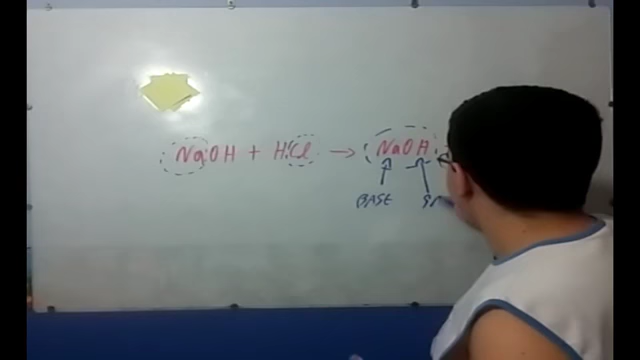 NaOH + HCl → NaOH
BASE